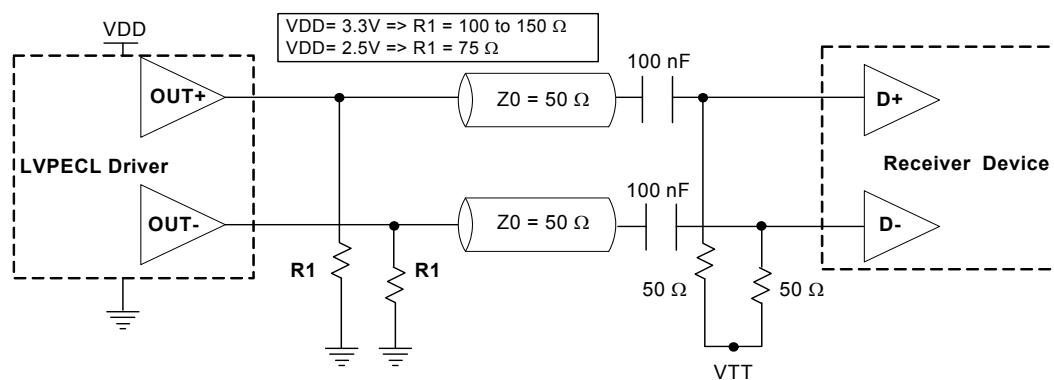 VDD= 3.3V => R1 = 100 to 150 Ω
VDD= 2.5V => R1 = 75 Ω
VDD
100 nF
OUT+
Z0 = 50 Ω
D+
LVPECL Driver
Receiver Device
100 nF
OUT-
Z0 = 50 Ω
D-
R1
R1
50 Ω
50 Ω
VTT